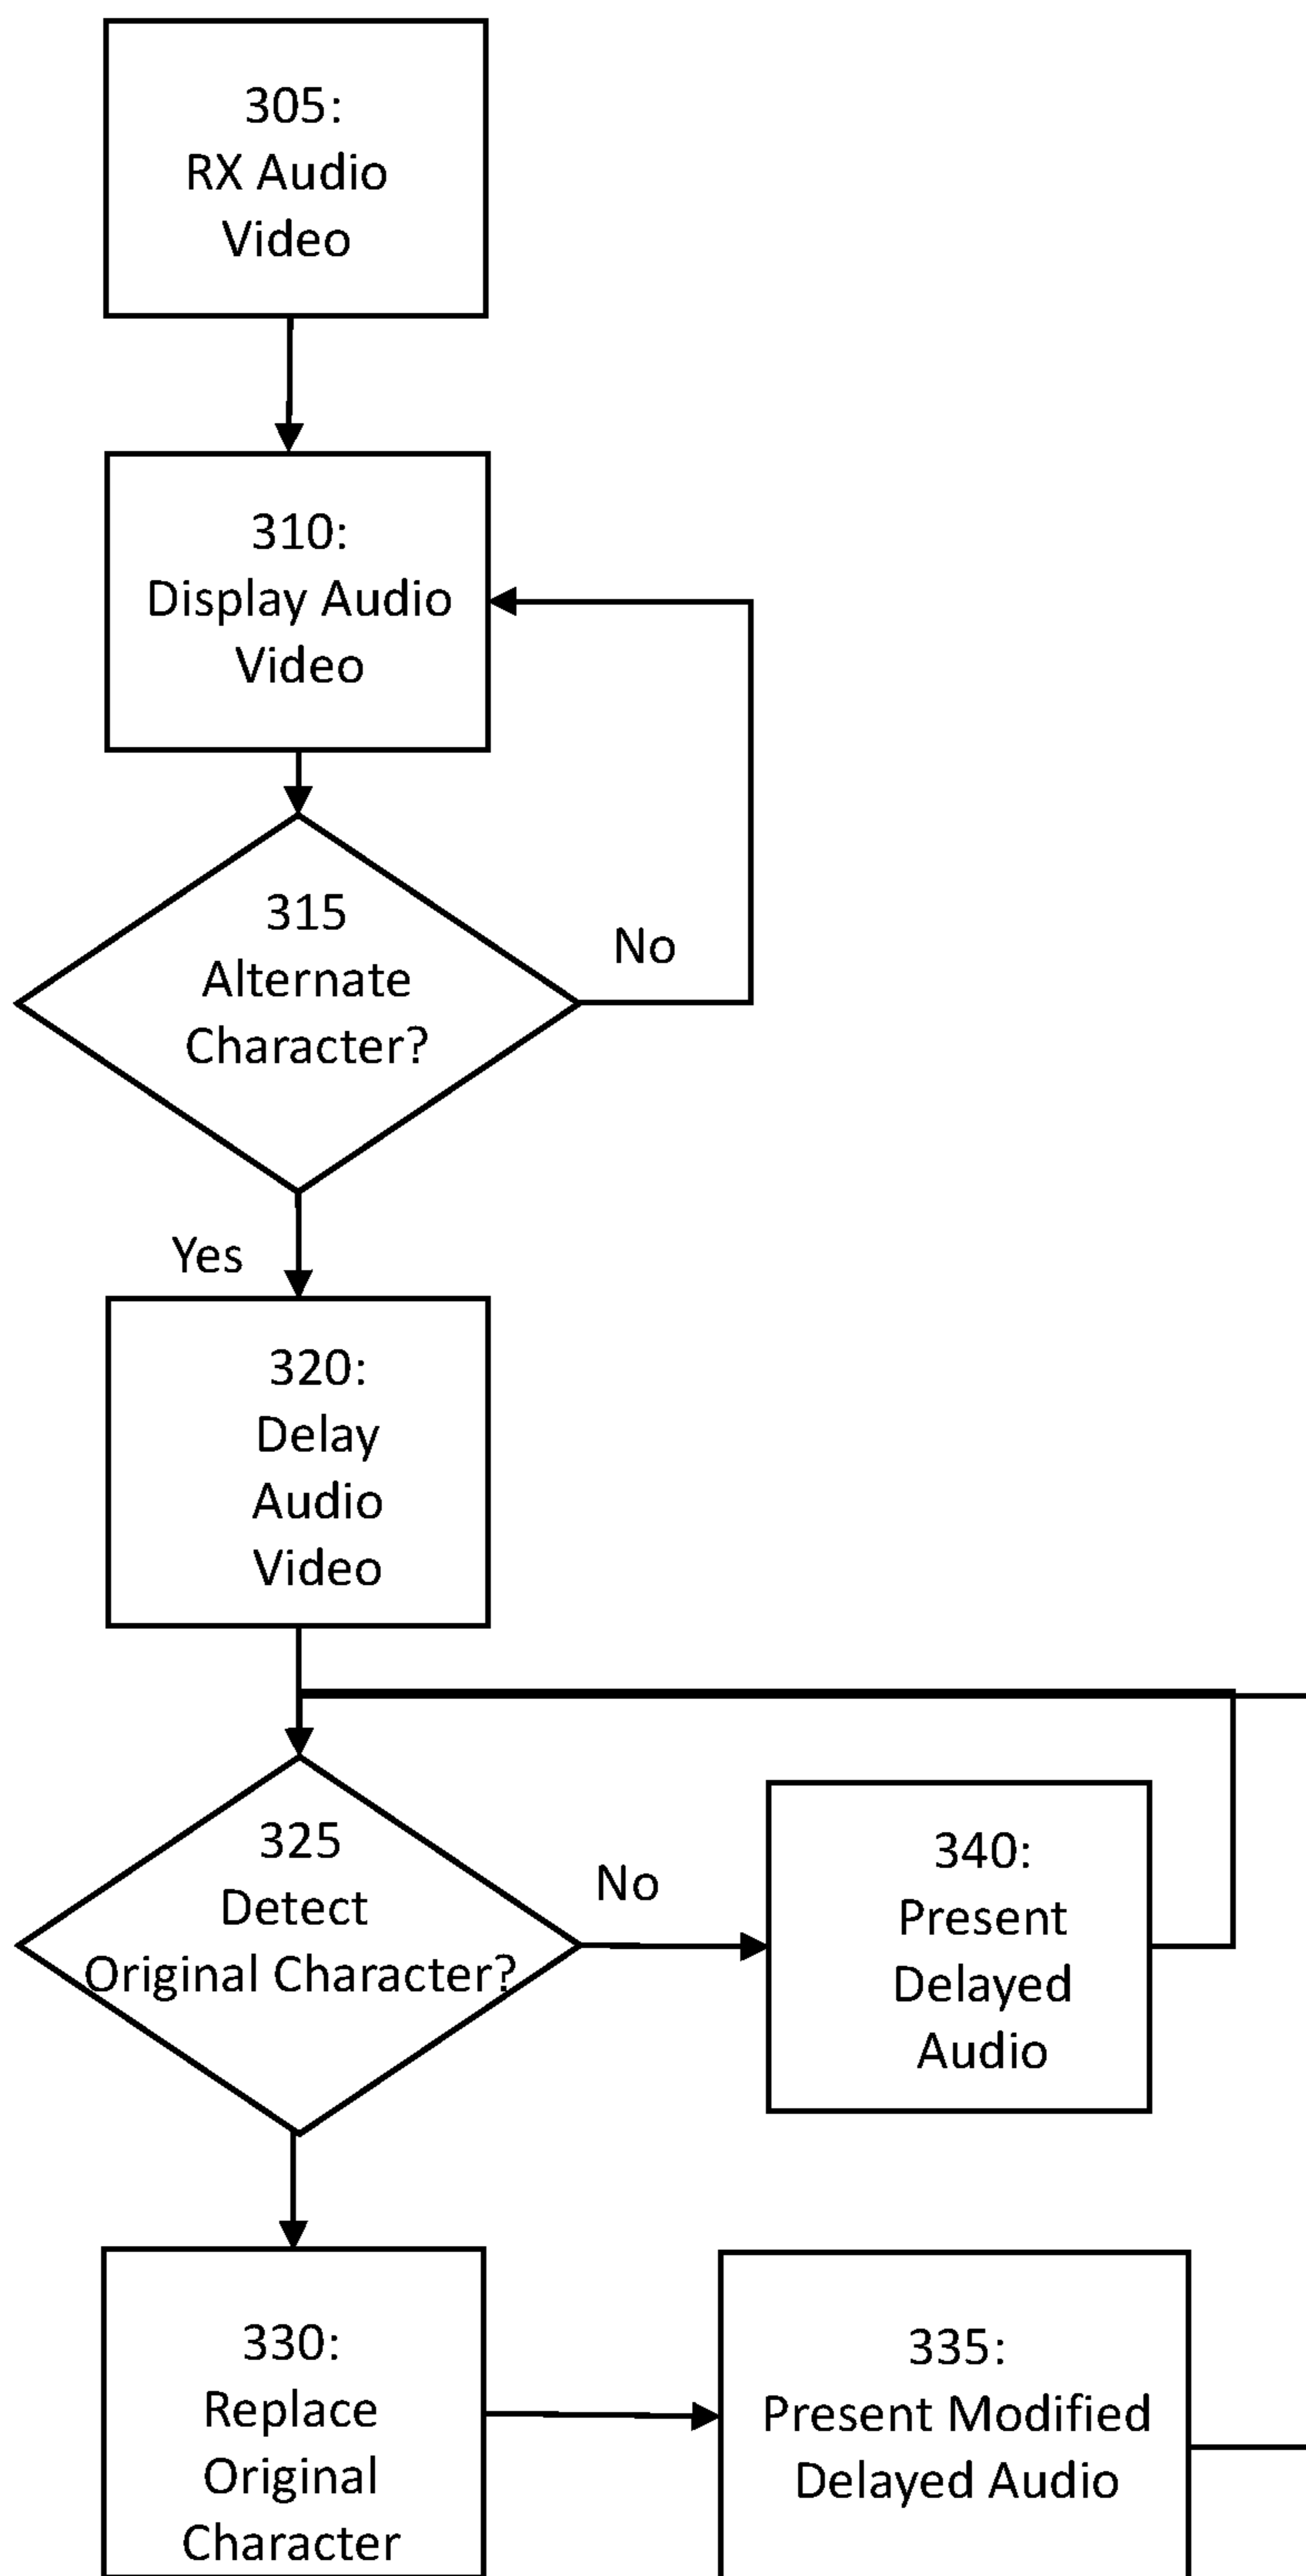 305:
RX Audio
Video
310:
Display Audio
Video
315
Alternate
Character?
No
Yes
320:
Delay
Audio
Video
325
Detect
Original Character?
No
340:
Present
Delayed
Audio
330:
Replace
Original
Character
335:
Present Modified
Delayed Audio